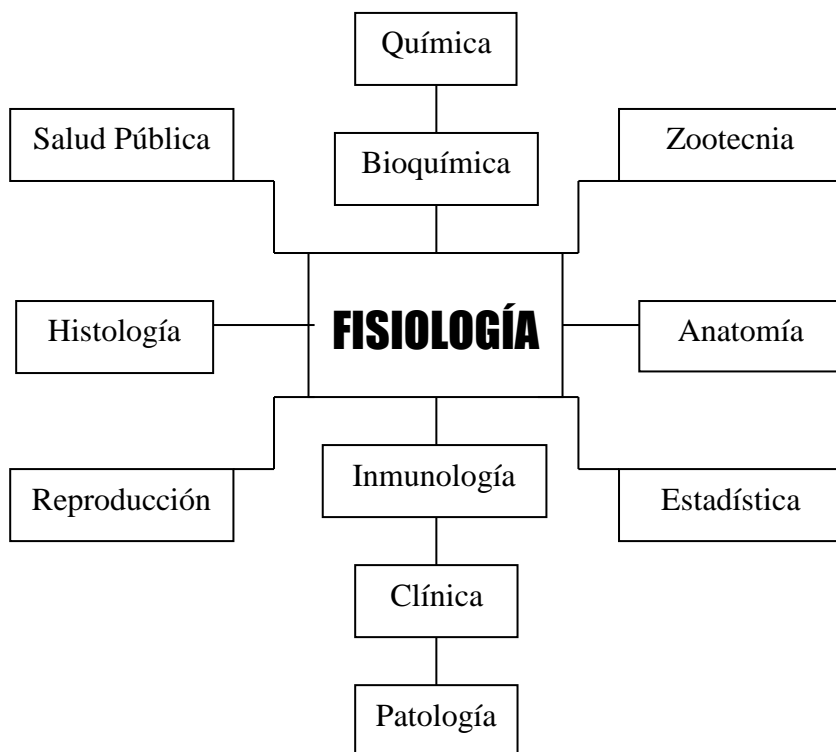 Química
Salud Pública
Bioquímica
Zootecnia
Histología
FISIOLOGÍA
Anatomía
Inmunología
Reproducción
Estadística
Clínica
Patología